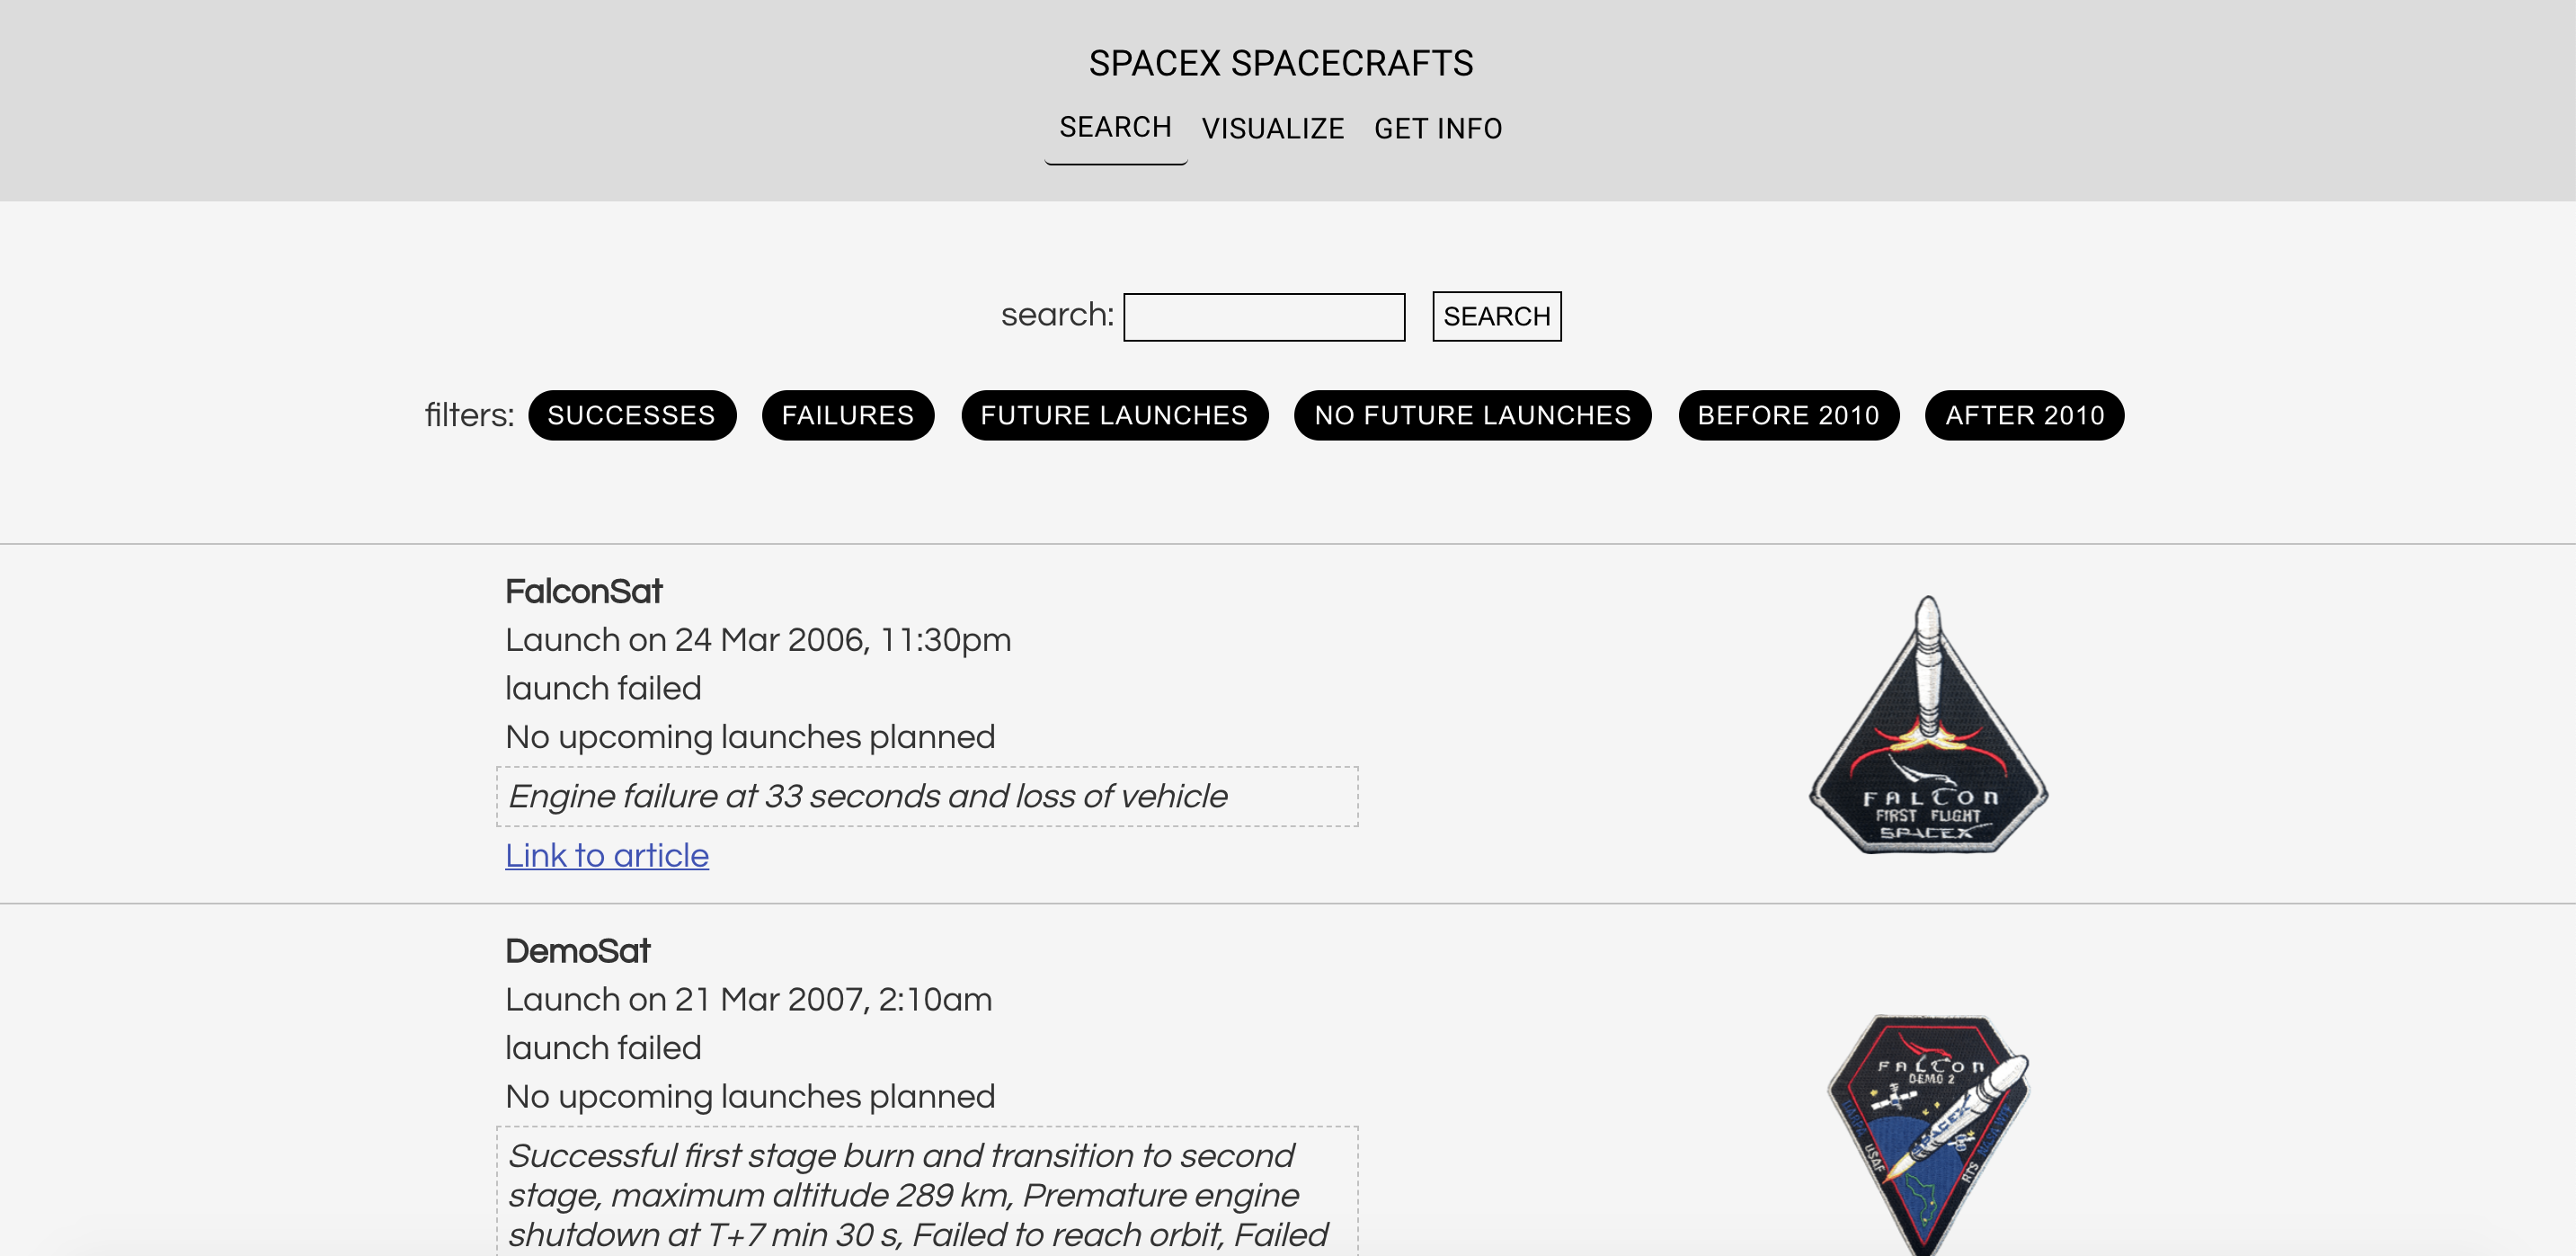 SPACEX SPACECRAFTS
SEARCH VISUALIZE GET INFO
search: SEARCH
filters: SUCCESSES FAILURES FUTURE LAUNCHES NO FUTURE LAUNCHES BEFORE 2010 AFTER 2010
FalconSat
Launch on 24 Mar 2006, 11:30pm
launch failed
No upcoming launches planned
Engine failure at 33 seconds and loss of vehicle
Link to article
FALCON
FIRST FLIGHT
SPACEX
DemoSat
Launch on 21 Mar 2007, 2:10am
launch failed
No upcoming launches planned
Successful first stage burn and transition to second
stage, maximum altitude 289 km, Premature engine
shutdown at T+7 min 30 s, Failed to reach orbit, Failed
FALCON
DEMO 2
SPACEX
USAF
RTS